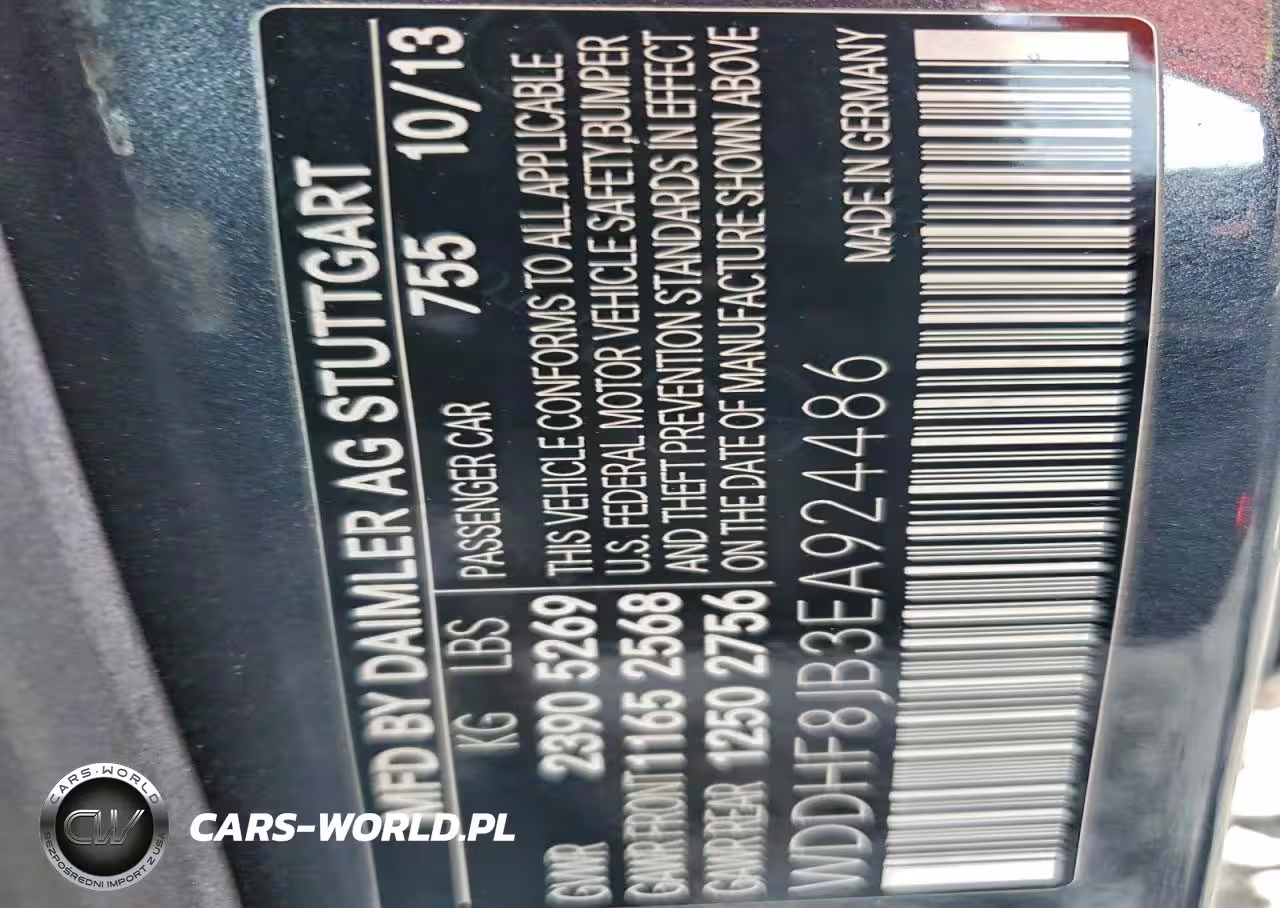 MFD BY DAIMLER AG STUTTGART
755 10/13
KG LBS
PASSENGER CAR
GVWR 2390 5269
GAWR FRONT 1165 2568
GAWR REAR 1250 2756
THIS VEHICLE CONFORMS TO ALL APPLICABLE
U.S. FEDERAL MOTOR VEHICLE SAFETY,BUMPER
AND THEFT PREVENTION STANDARDS IN EFFECT
ON THE DATE OF MANUFACTURE SHOWN ABOVE
WDDHF8JB3EA924486
MADE IN GERMANY
CARS-WORLD
CW
BEZPOŚREDNI IMPORT Z USA
CARS-WORLD.PL